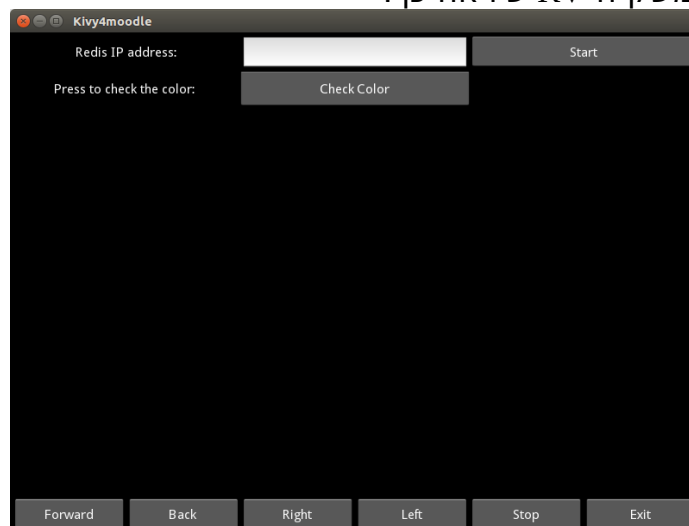 Kivy4moodle
Redis IP address: Start
Press to check the color: Check Color
Forward Back Right Left Stop Exit